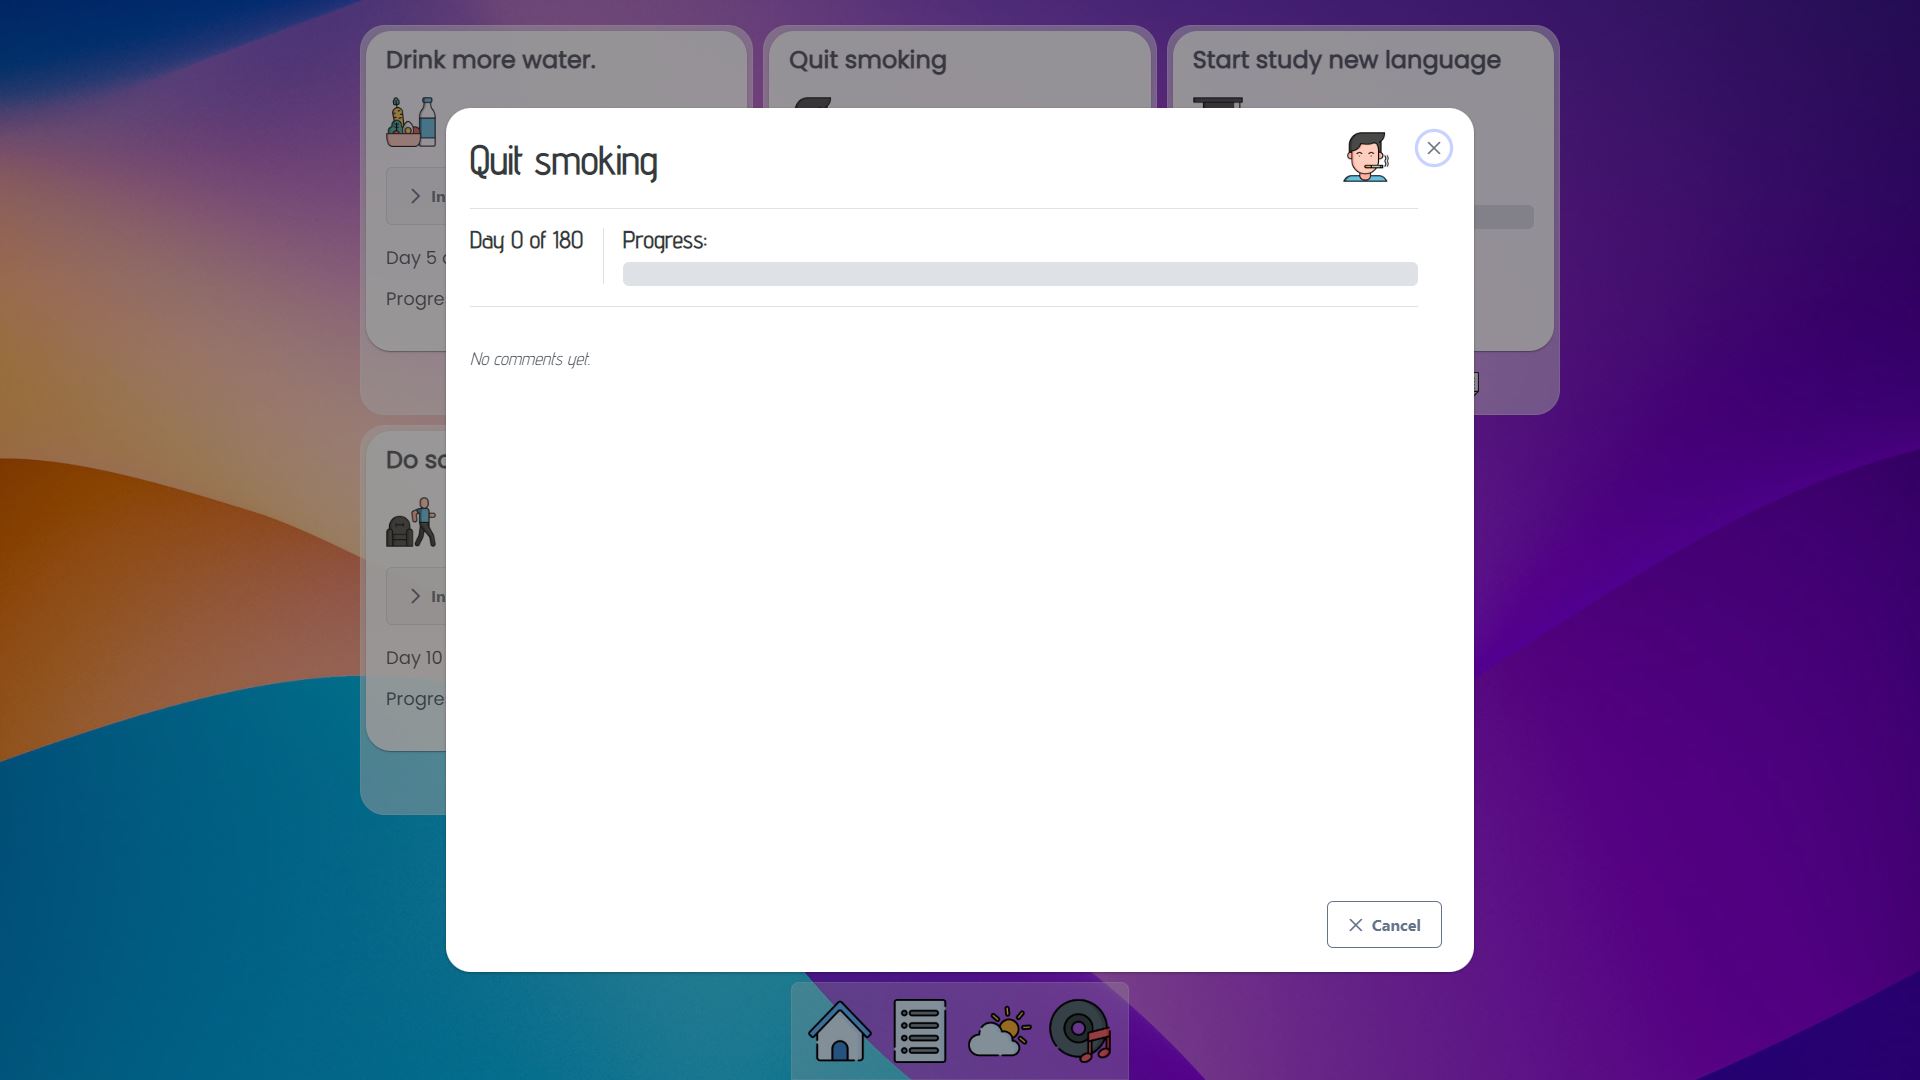 Drink more water.
Quit smoking
Start study new language
Quit smoking
In
Day 0 of 180
Progress:
Day 5
Progre
No comments yet.
Do
In
Day 10
Progre
Cancel